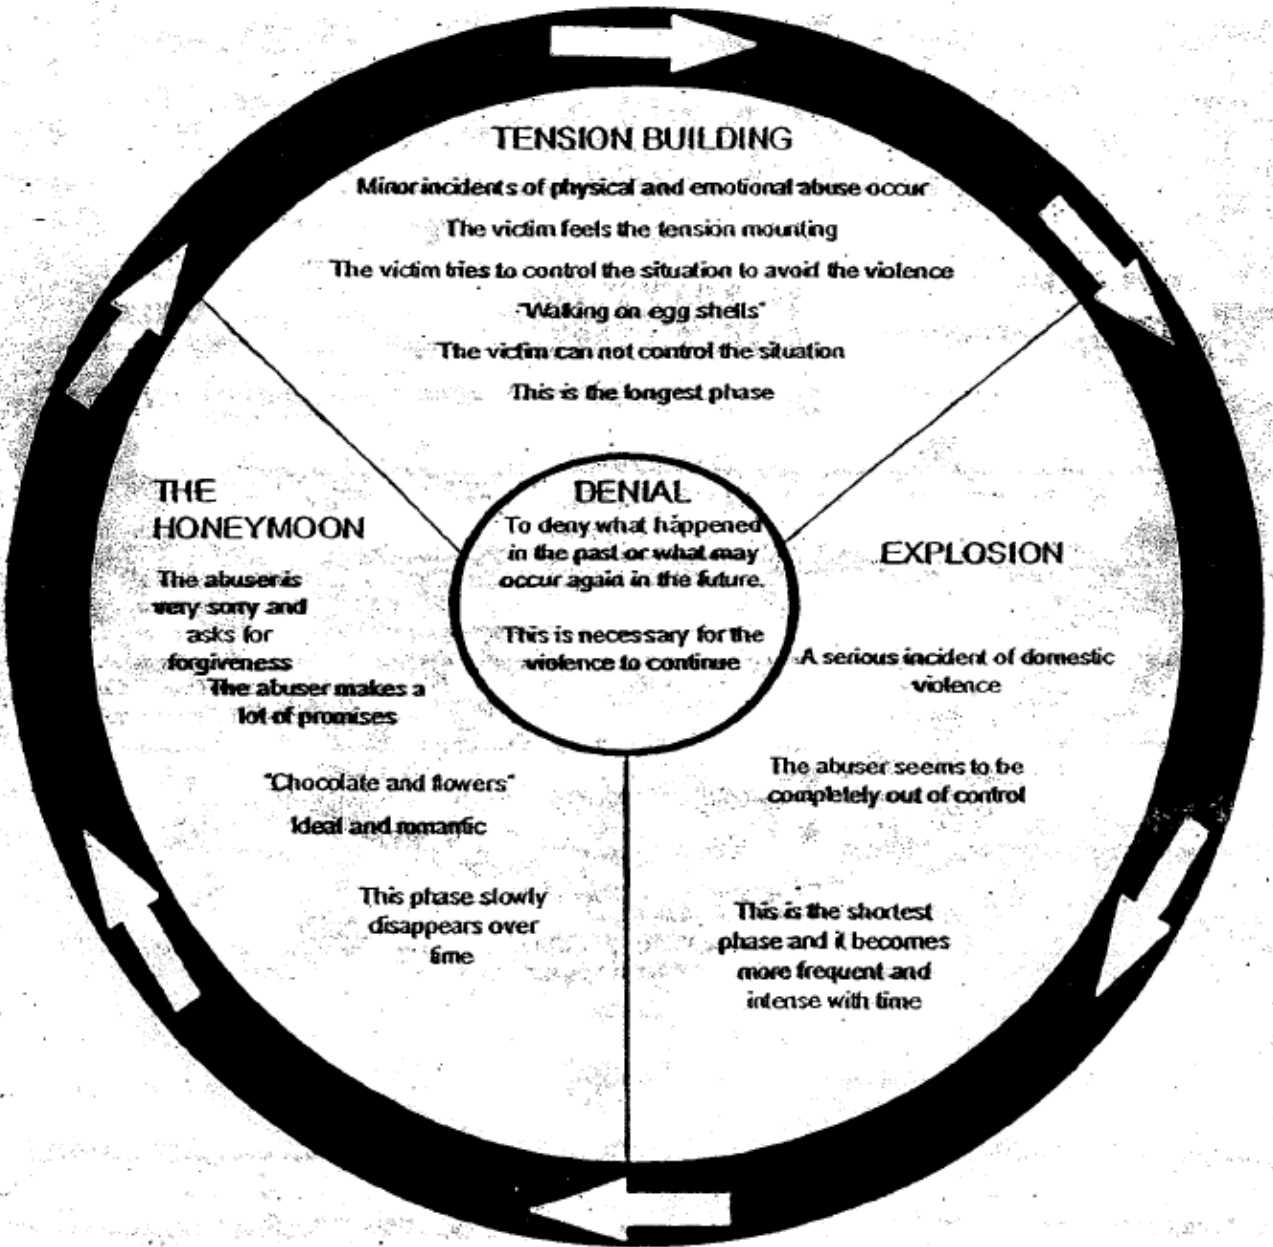 TENSION BUILDING
Minor incidents of physical and emotional abuse occur
The victim feels the tension mounting
The victim tries to control the situation to avoid the violence
"Walking on egg shells"
The victim can not control the situation
This is the longest phase
THE
HONEYMOON
The abuser is
very sorry and
asks for
forgiveness
The abuser makes a
lot of promises
"Chocolate and flowers"
Ideal and romantic
This phase slowly
disappears over
time
DENIAL
To deny what happened
in the past or what may
occur again in the future.
This is necessary for the
violence to continue
EXPLOSION
A serious incident of domestic
violence
The abuser seems to be
completely out of control
This is the shortest
phase and it becomes
more frequent and
intense with time